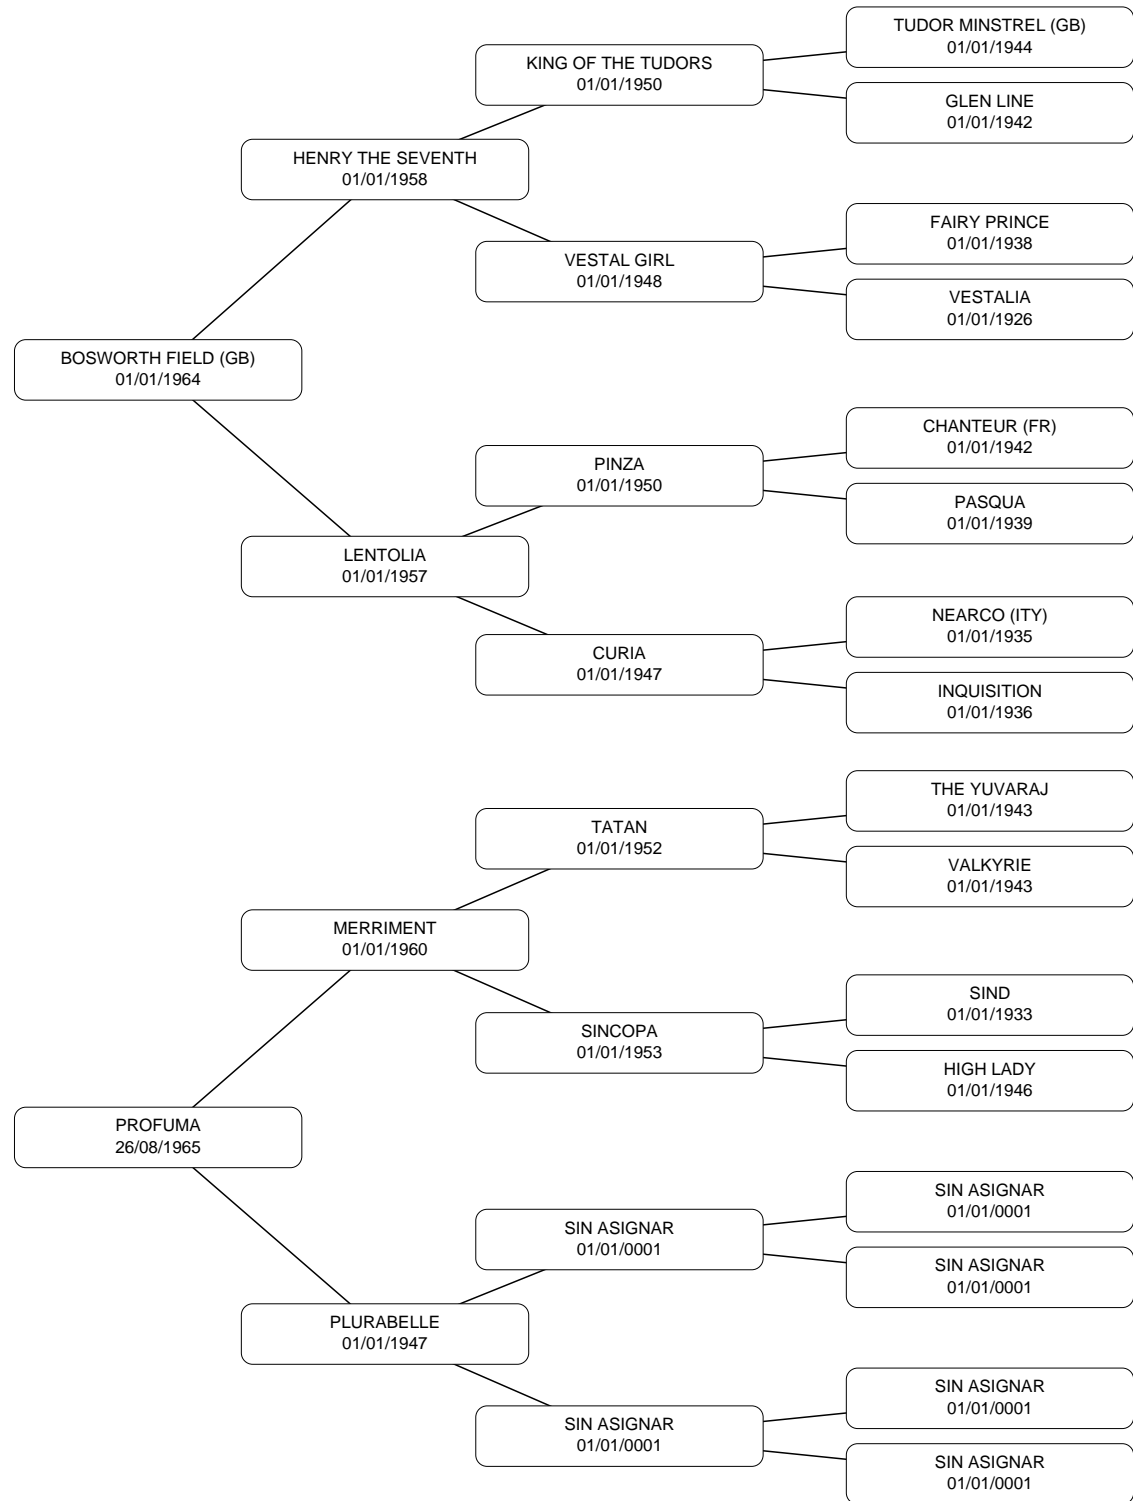 TUDOR MINSTREL (GB)
01/01/1944
KING OF THE TUDORS
01/01/1950
GLEN LINE
01/01/1942
HENRY THE SEVENTH
01/01/1958
FAIRY PRINCE
01/01/1938
VESTAL GIRL
01/01/1948
VESTALIA
01/01/1926
BOSWORTH FIELD (GB)
01/01/1964
CHANTEUR (FR)
01/01/1942
PINZA
01/01/1950
PASQUA
01/01/1939
LENTOLIA
01/01/1957
NEARCO (ITY)
01/01/1935
CURIA
01/01/1947
INQUISITION
01/01/1936
THE YUVARAJ
01/01/1943
TATAN
01/01/1952
VALKYRIE
01/01/1943
MERRIMENT
01/01/1960
SIND
01/01/1933
SINCOPA
01/01/1953
HIGH LADY
01/01/1946
PROFUMA
26/08/1965
SIN ASIGNAR
01/01/0001
SIN ASIGNAR
01/01/0001
SIN ASIGNAR
01/01/0001
PLURABELLE
01/01/1947
SIN ASIGNAR
01/01/0001
SIN ASIGNAR
01/01/0001
SIN ASIGNAR
01/01/0001